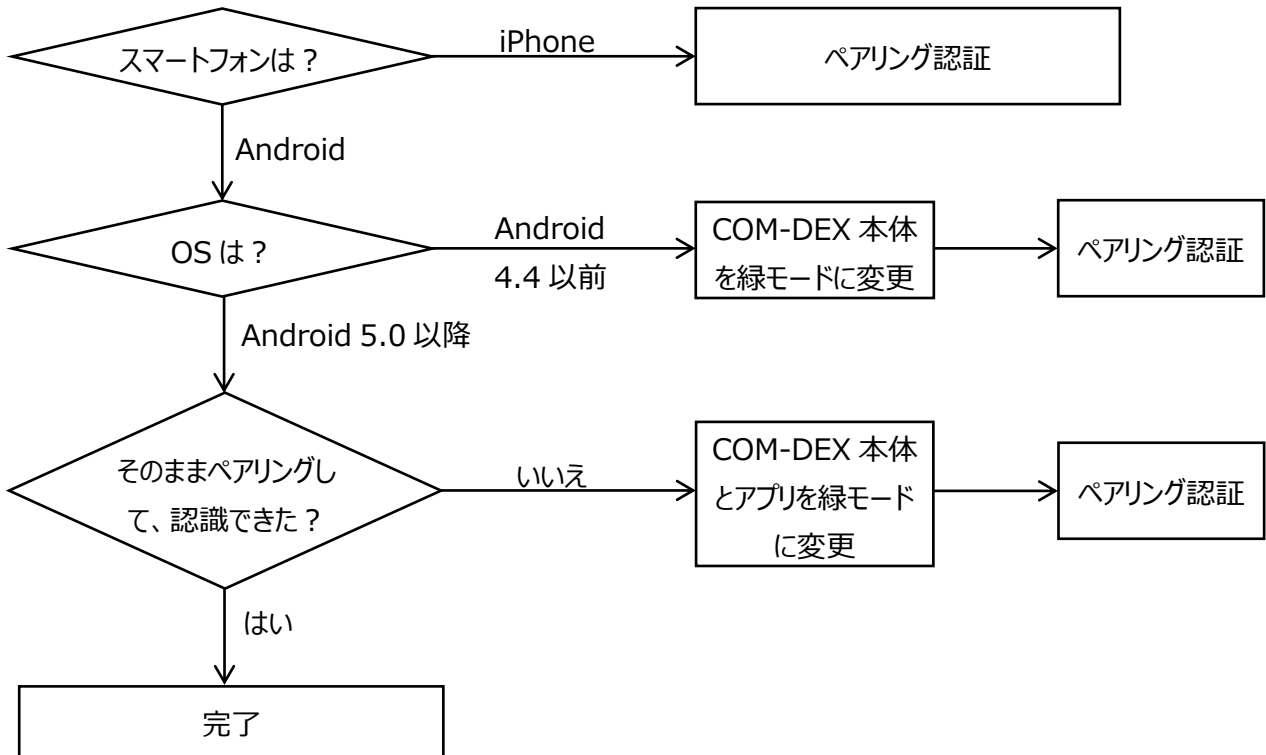 スマートフォンは？
iPhone
ペアリング認証
Android
OS は？
Android
4.4 以前
COM-DEX 本体
を緑モードに変更
ペアリング認証
Android 5.0 以降
そのままペアリングし
て、認識できた？
いいえ
COM-DEX 本体
とアプリを緑モード
に変更
ペアリング認証
はい
完了